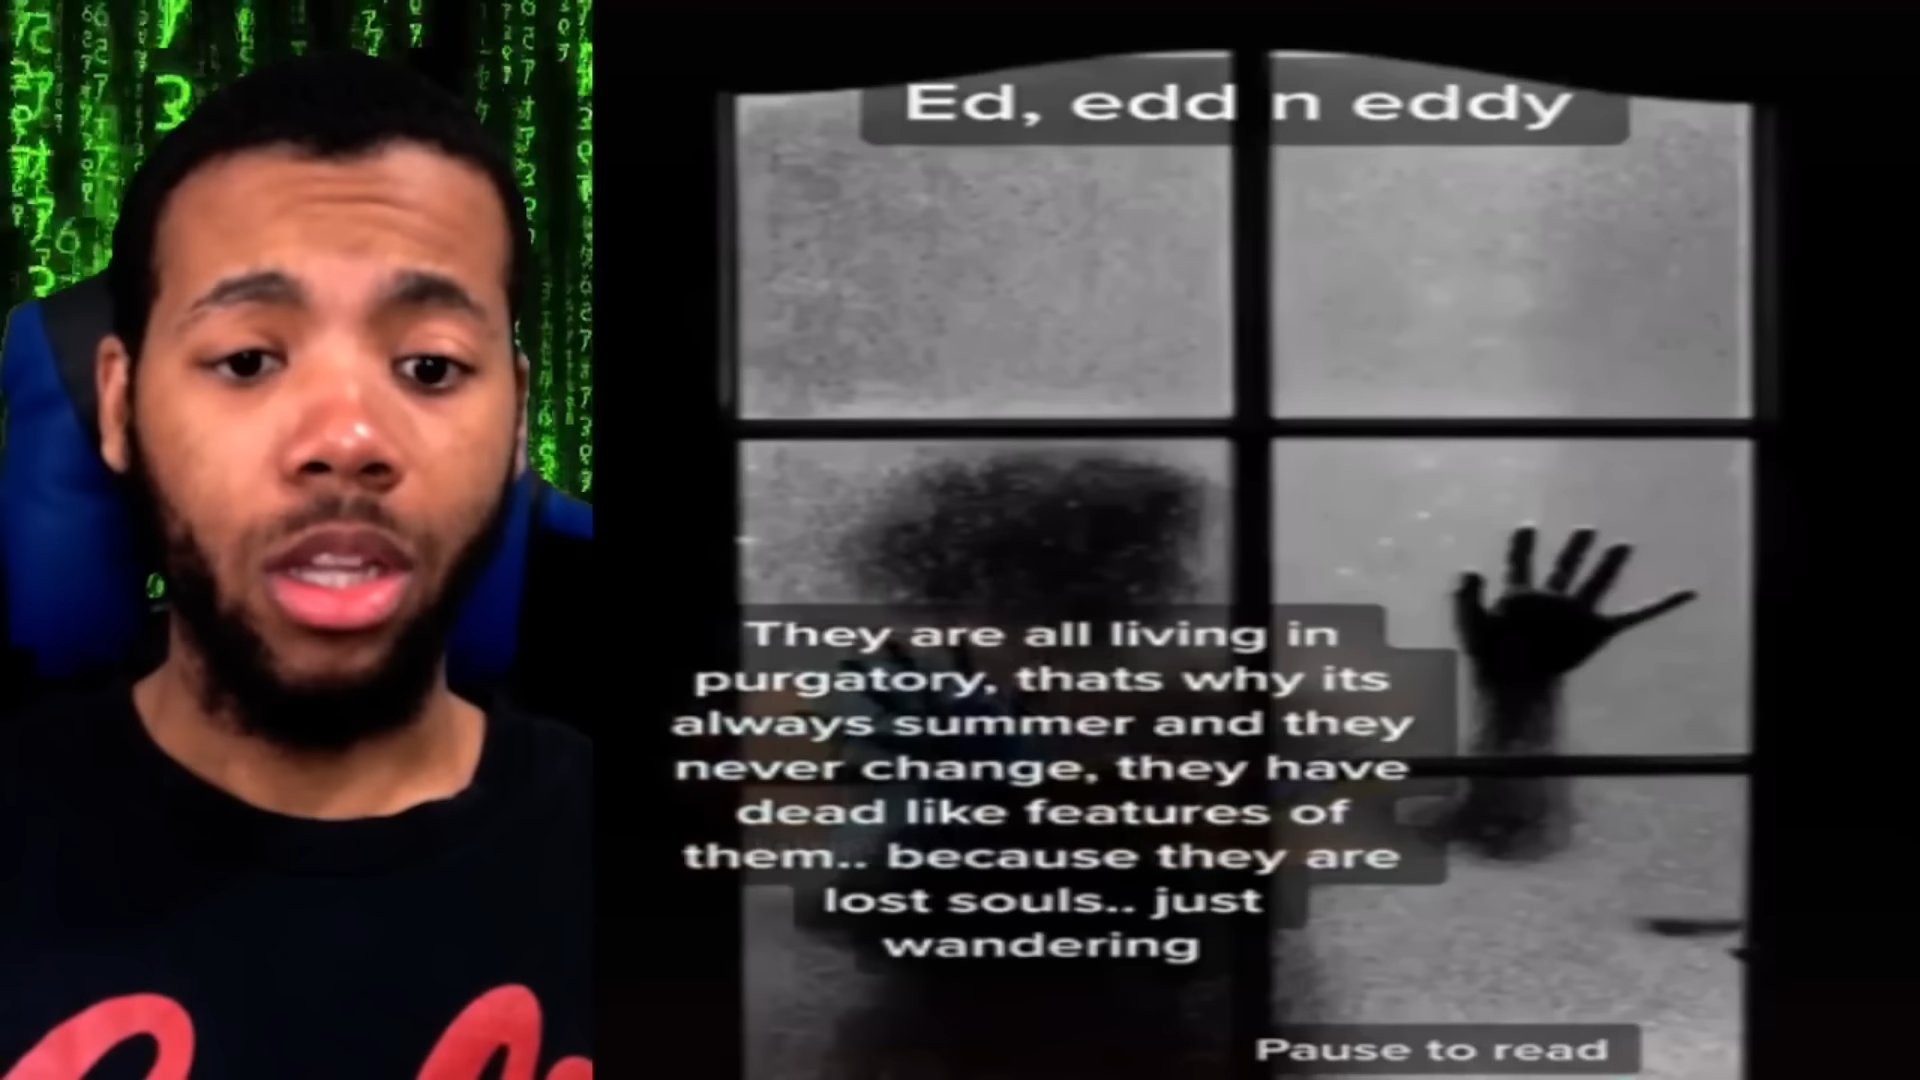 Ed, edd n eddy
They are all living in
purgatory, thats why its
always summer and they
never change, they have
dead like features of
them.. because they are
lost souls.. just
wandering
Pause to read